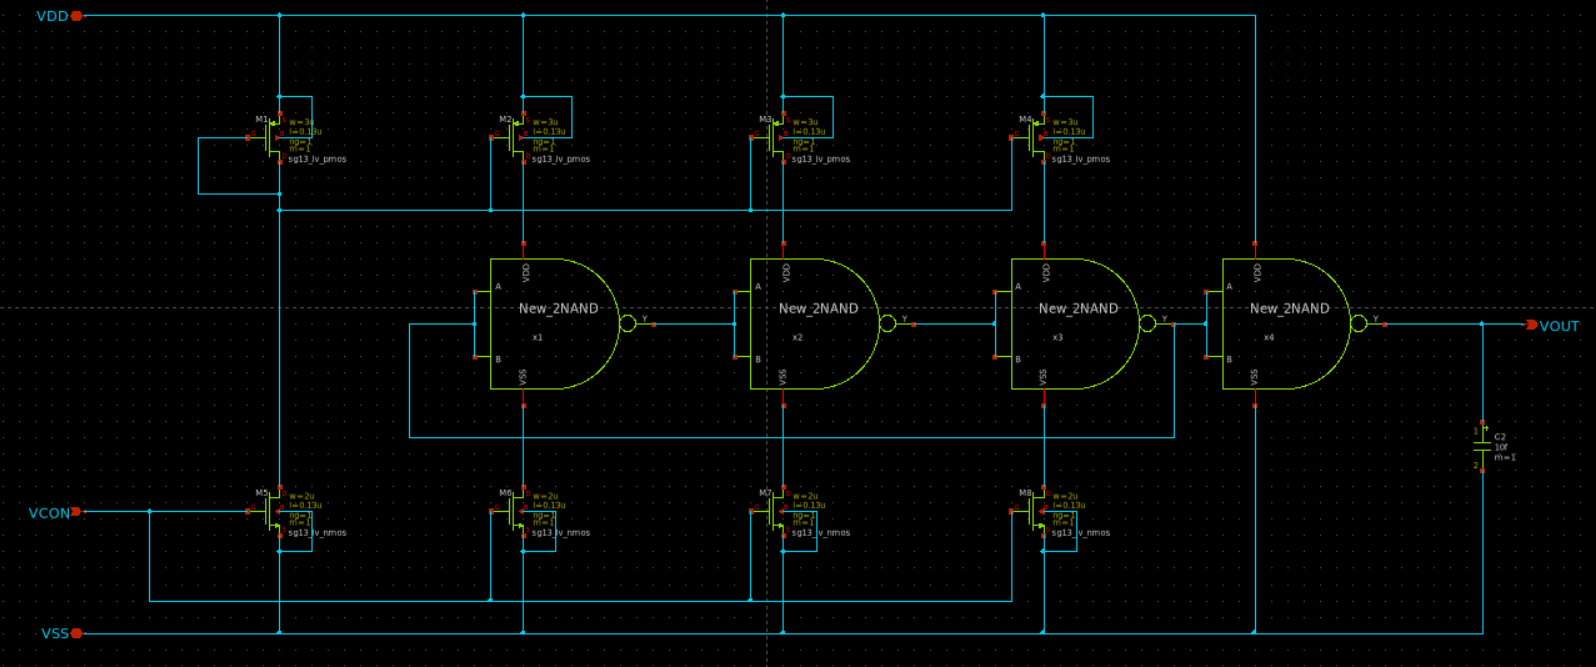 VDD
M1
w=3u
l=0.13u
ng=1
m=1
sg13_lv_pmos
M2
w=3u
l=0.13u
ng=1
m=1
sg13_lv_pmos
M3
w=3u
l=0.13u
ng=1
m=1
sg13_lv_pmos
M4
w=3u
l=0.13u
ng=1
m=1
sg13_lv_pmos
VDD
A
New_2NAND
x1
Y
B
VSS
VDD
A
New_2NAND
x2
Y
B
VSS
VDD
A
New_2NAND
x3
Y
B
VSS
VDD
A
New_2NAND
x4
Y
B
VSS
VOUT
1
C2
10f
m=1
2
VCON
M5
w=2u
l=0.13u
ng=1
m=1
sg13_lv_nmos
M6
w=2u
l=0.13u
ng=1
m=1
sg13_lv_nmos
M7
w=2u
l=0.13u
ng=1
m=1
sg13_lv_nmos
M8
w=2u
l=0.13u
ng=1
m=1
sg13_lv_nmos
VSS